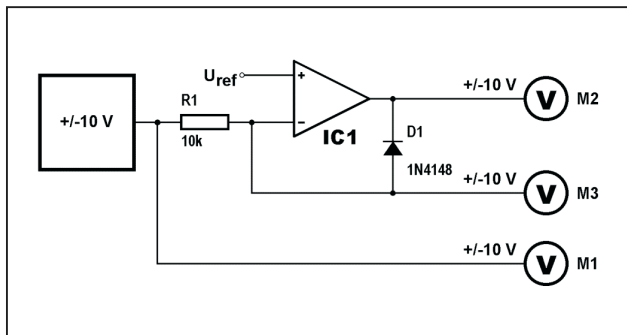 +/-10 V
R1
10k
Uref
+
-
IC1
D1
1N4148
+/-10 V
V
M2
+/-10 V
V
M3
+/-10 V
V
M1